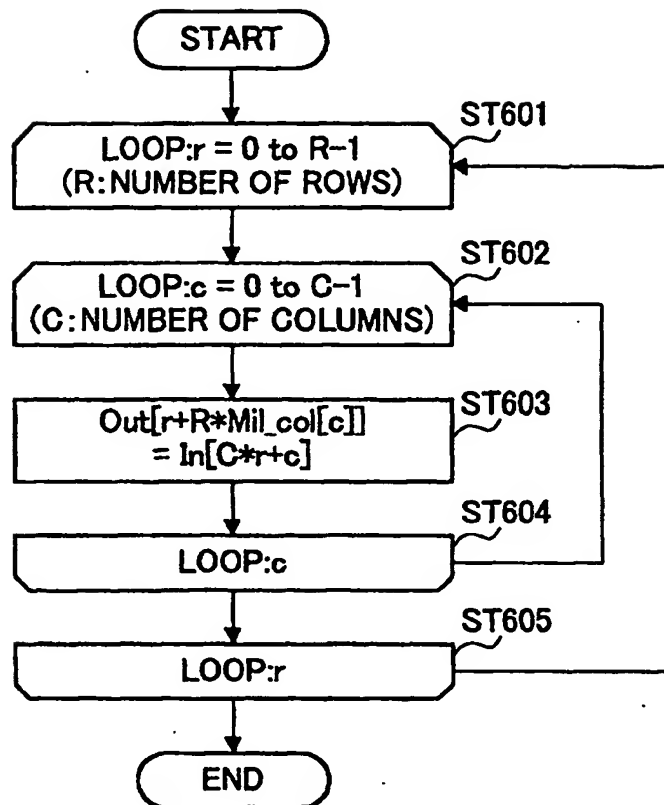 START
ST601
LOOP:r = 0 to R-1
(R:NUMBER OF ROWS)
ST602
LOOP:c = 0 to C-1
(C:NUMBER OF COLUMNS)
ST603
Out[r+R*Mil_col[c]]
= In[C*r+c]
ST604
LOOP:c
ST605
LOOP:r
END